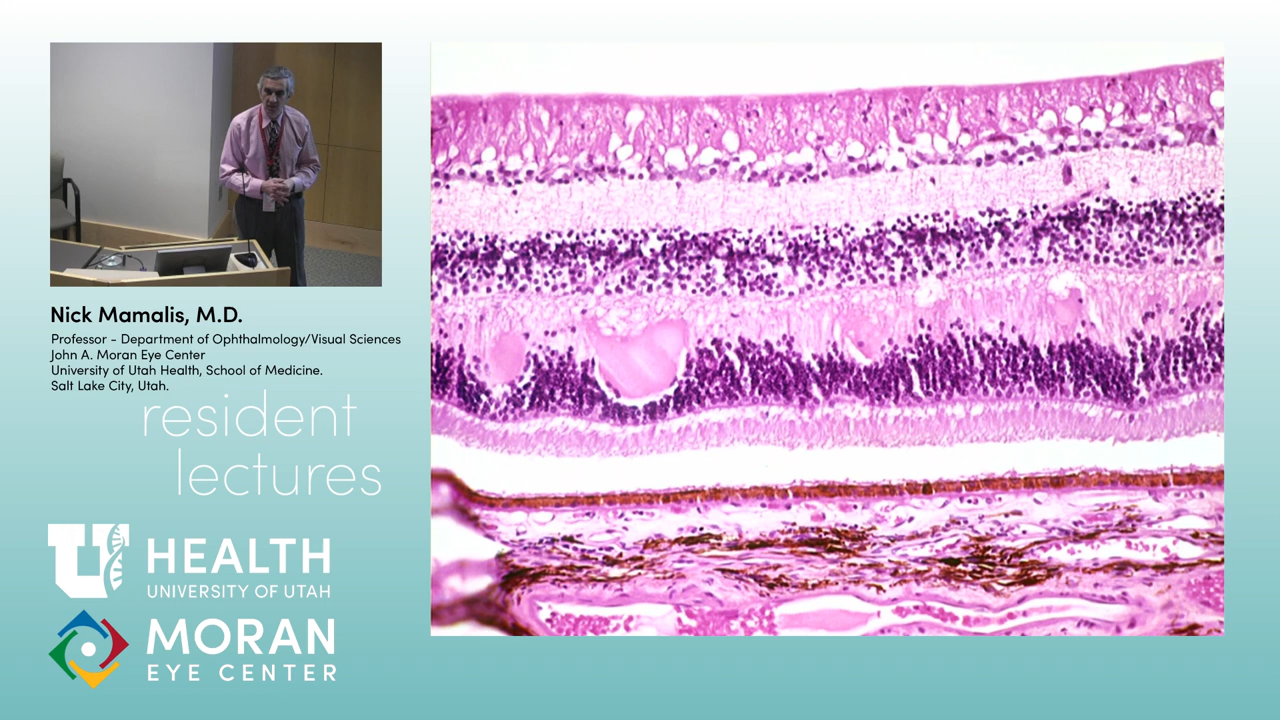 Nick Mamalis, M.D.
Professor - Department of Ophthalmology/Visual Sciences
John A. Moran Eye Center
University of Utah Health, School of Medicine.
Salt Lake City, Utah.
resident
lectures
U HEALTH
UNIVERSITY OF UTAH
MORAN
EYE CENTER